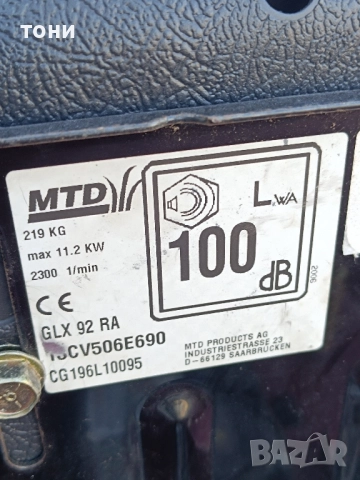 тони
MTD
219 KG
max 11.2 KW
2300 1/min
LWA
100
dB
2006
CE
GLX 92 RA
13CV506E690
CG196L10095
MTD PRODUCTS AG
INDUSTRIESTRASSE 23
D-66129 SAARBRÜCKEN
BAZAR